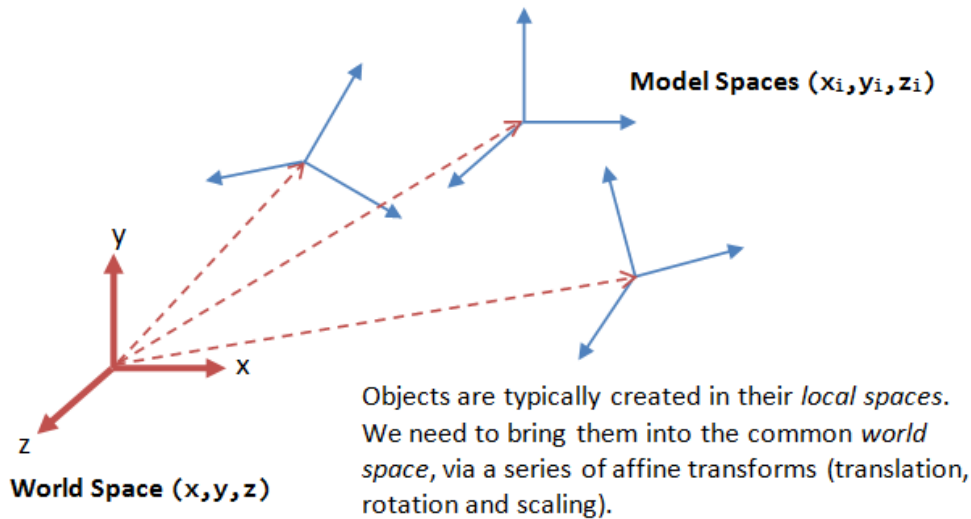 Model Spaces (xᵢ,yᵢ,zᵢ)
y
x
z
World Space (x,y,z)
Objects are typically created in their local spaces.
We need to bring them into the common world
space, via a series of affine transforms (translation,
rotation and scaling).